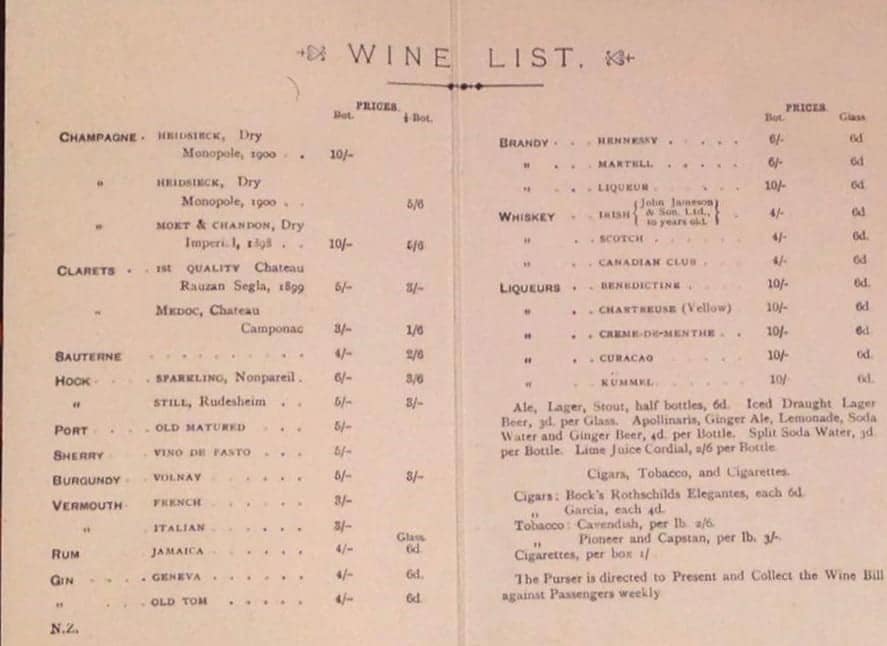 WINE LIST.
PRICES.
Bot. ½ Bot.
CHAMPAGNE · HEIDSIECK, Dry
Monopole, 1900 . . 10/-
" HEIDSIECK, Dry
Monopole, 1900 . . 5/6
" MOET & CHANDON, Dry
Imperial, 1898 . . 10/- 5/6
CLARETS · . 1st QUALITY Chateau
Rauzan Segla, 1899 5/- 3/-
" MEDOC, Chateau
Camponac 3/- 1/6
SAUTERNE . . . . . . . . . . 4/- 2/6
HOCK · . . SPARKLING, Nonpareil . 6/- 3/6
" STILL, Rudesheim . . 5/- 3/-
PORT . . . . OLD MATURED . . . 5/-
SHERRY . . VINO DE PASTO . . . 5/-
BURGUNDY · VOLNAY . . . . . 5/- 3/-
VERMOUTH · FRENCH . . . . . 3/-
" . ITALIAN . . . . . 3/-
Glass.
RUM . JAMAICA . . . . . 4/- 6d.
GIN . . . . GENEVA . . . . . . 4/- 6d.
" . . . OLD TOM . . . . . 4/- 6d.
N.Z.
PRICES.
Bot. Glass
BRANDY · . . HENNESSY . . . . . 6/- 6d
" . . . MARTELL . . . . . 6/- 6d
" . . . LIQUEUR . . . . 10/- 6d.
WHISKEY . . IRISH { John Jameson & Son, Ltd., 10 years old. } . 4/- 6d
" . . SCOTCH . . . . . . 4/- 6d.
" . . CANADIAN CLUB . . 4/- 6d
LIQUEURS . . BENEDICTINE . . . 10/- 6d.
" . . CHARTREUSE (Yellow) 10/- 6d
" . . CREME-DE-MENTHE . . 10/- 6d
" . . CURACAO . . . . 10/- 6d.
" . . KÜMMEL . . . . . 10/- 6d.
Ale, Lager, Stout, half bottles, 6d. Iced Draught Lager
Beer, 3d. per Glass. Apollinaris, Ginger Ale, Lemonade, Soda
Water and Ginger Beer, 4d. per Bottle. Split Soda Water, 3d.
per Bottle. Lime Juice Cordial, 2/6 per Bottle
Cigars, Tobacco, and Cigarettes.
Cigars: Bock's Rothschilds Elegantes, each 6d.
" Garcia, each 4d.
Tobacco: Cavendish, per lb. 2/6.
" Pioneer and Capstan, per lb. 3/-.
Cigarettes, per box 1/
The Purser is directed to Present and Collect the Wine Bill
against Passengers weekly